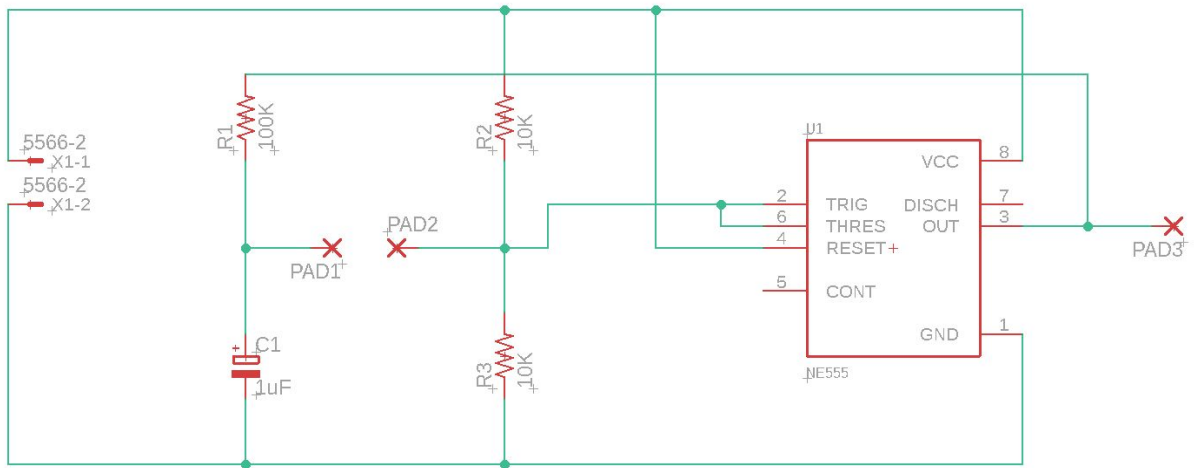 5566-2
X1-1
5566-2
X1-2
R1
100K
PAD1
C1
+
1uF
PAD2
R2
10K
R3
10K
U1
VCC
8
2
TRIG
DISCH
7
6
THRES
OUT
3
4
RESET+
PAD3
5
CONT
GND
1
NE555